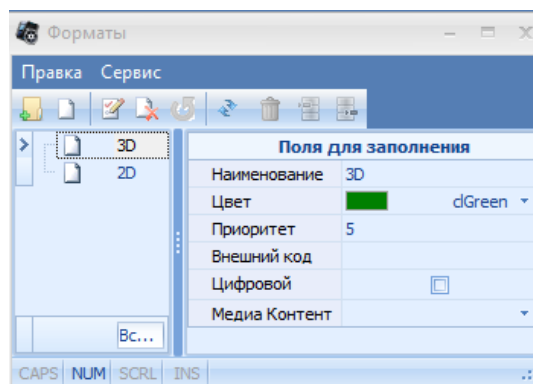 Форматы
Правка Сервис
3D
2D
Вс...
Поля для заполнения
Наименование 3D
Цвет clGreen
Приоритет 5
Внешний код
Цифровой
Медиа Контент
CAPS NUM SCRL INS